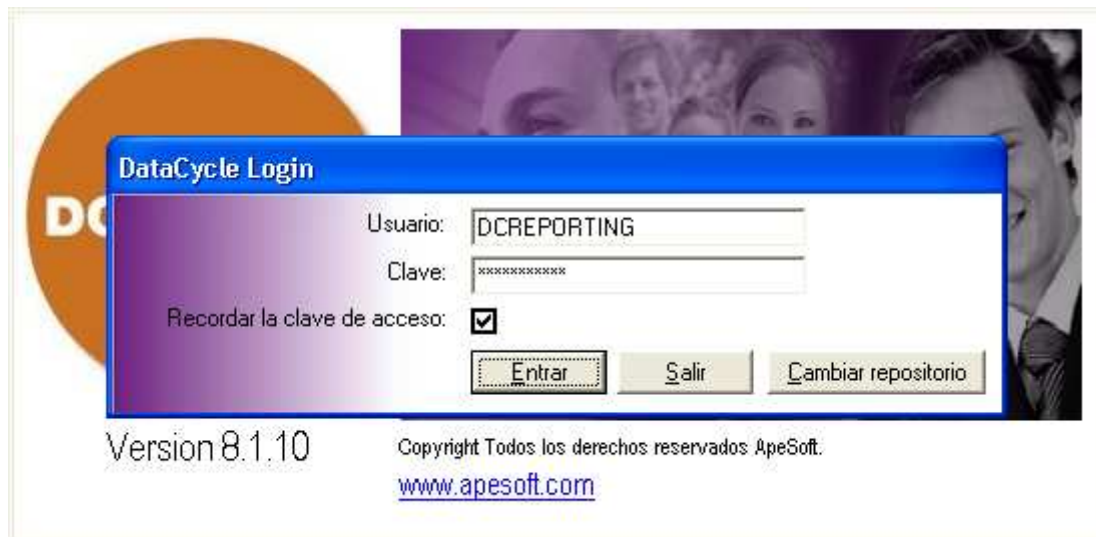 DC
DataCycle Login
Usuario: DCREPORTING
Clave: ***********
Recordar la clave de acceso:
Entrar Salir Cambiar repositorio
Version 8.1.10
Copyright Todos los derechos reservados ApeSoft.
www.apesoft.com